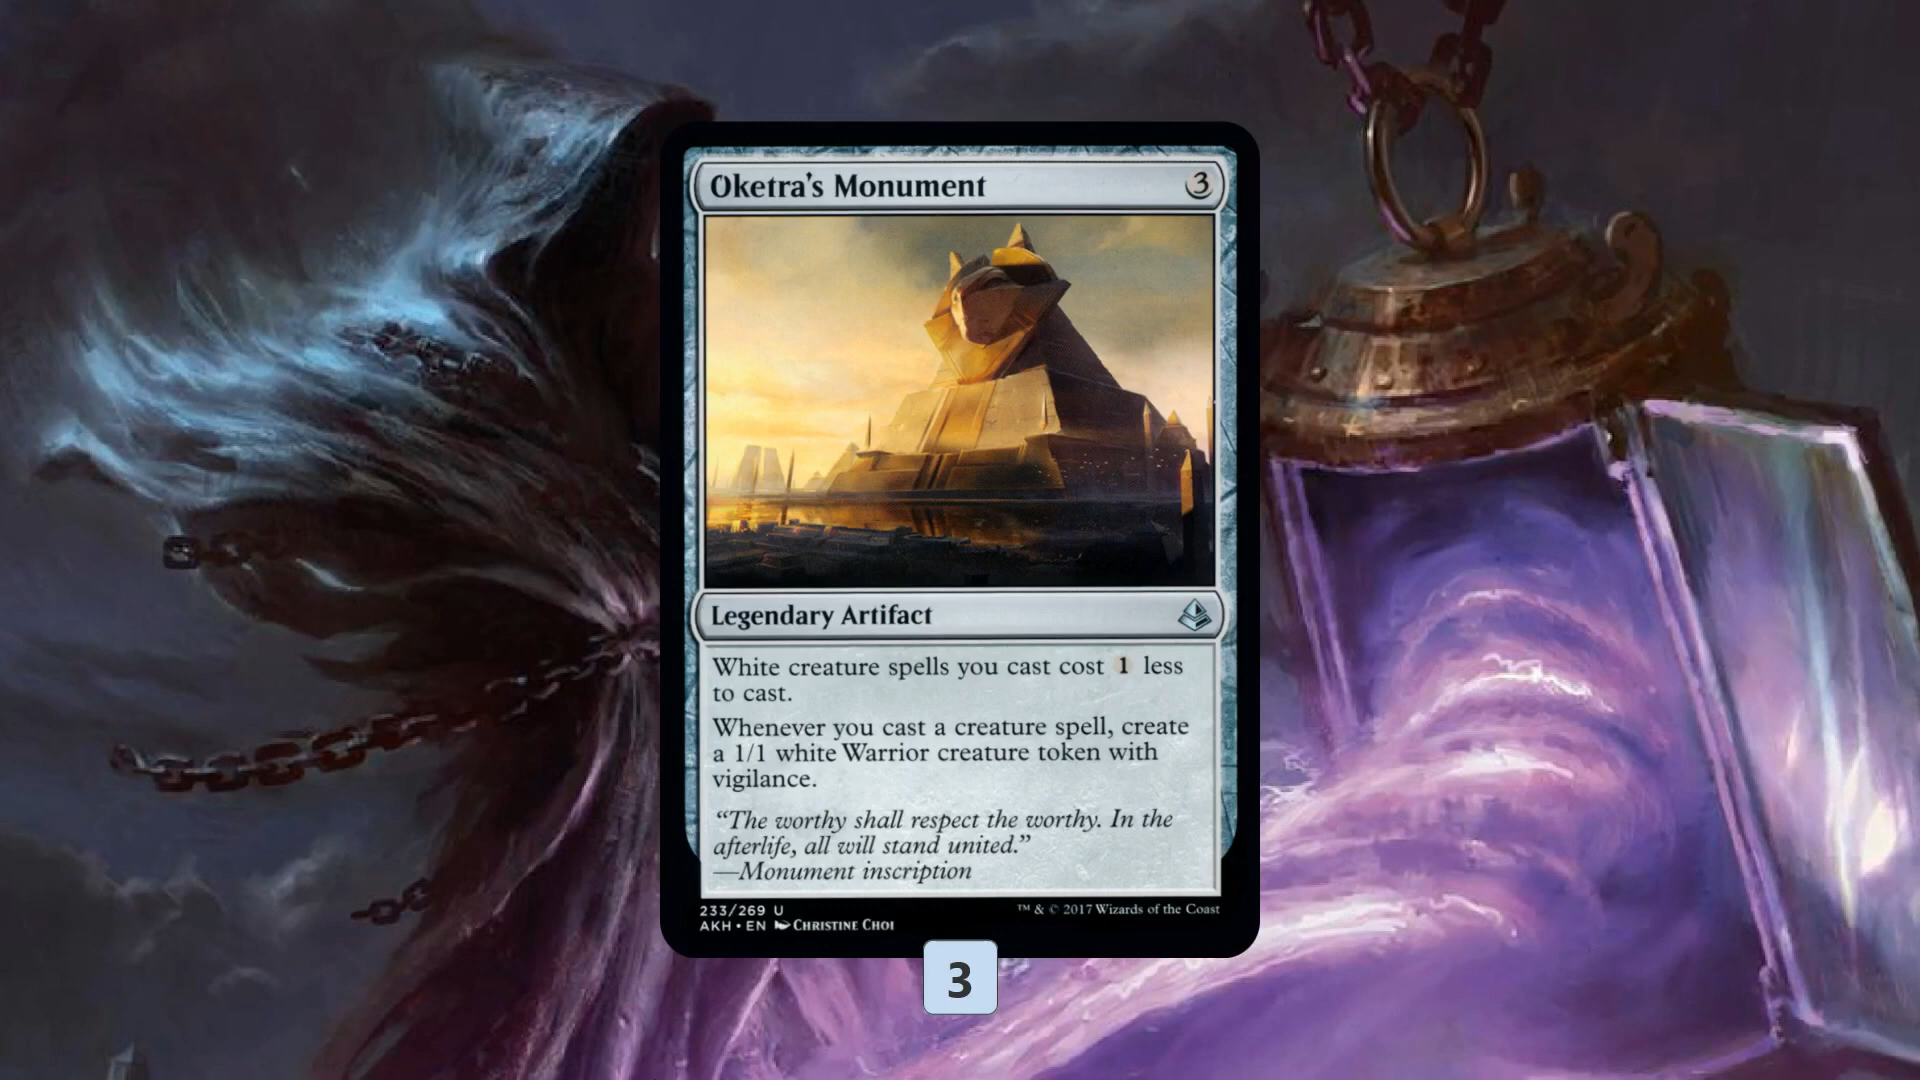 Oketra's Monument 3
Legendary Artifact
White creature spells you cast cost 1 less
to cast.
Whenever you cast a creature spell, create
a 1/1 white Warrior creature token with
vigilance.
“The worthy shall respect the worthy. In the
afterlife, all will stand united.”
—Monument inscription
233/269 U
™ & © 2017 Wizards of the Coast
AKH • EN Christine Choi
3